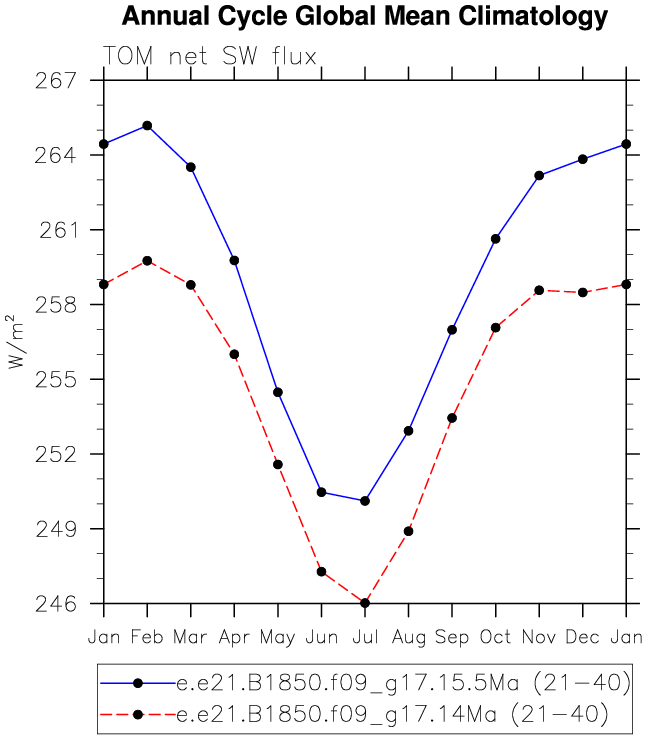 Annual Cycle Global Mean Climatology
TOM net SW flux
267
264
261
258
255
252
249
246
W/m²
Jan Feb Mar Apr May Jun Jul Aug Sep Oct Nov Dec Jan
e.e21.B1850.f09_g17.15.5Ma (21-40)
e.e21.B1850.f09_g17.14Ma (21-40)